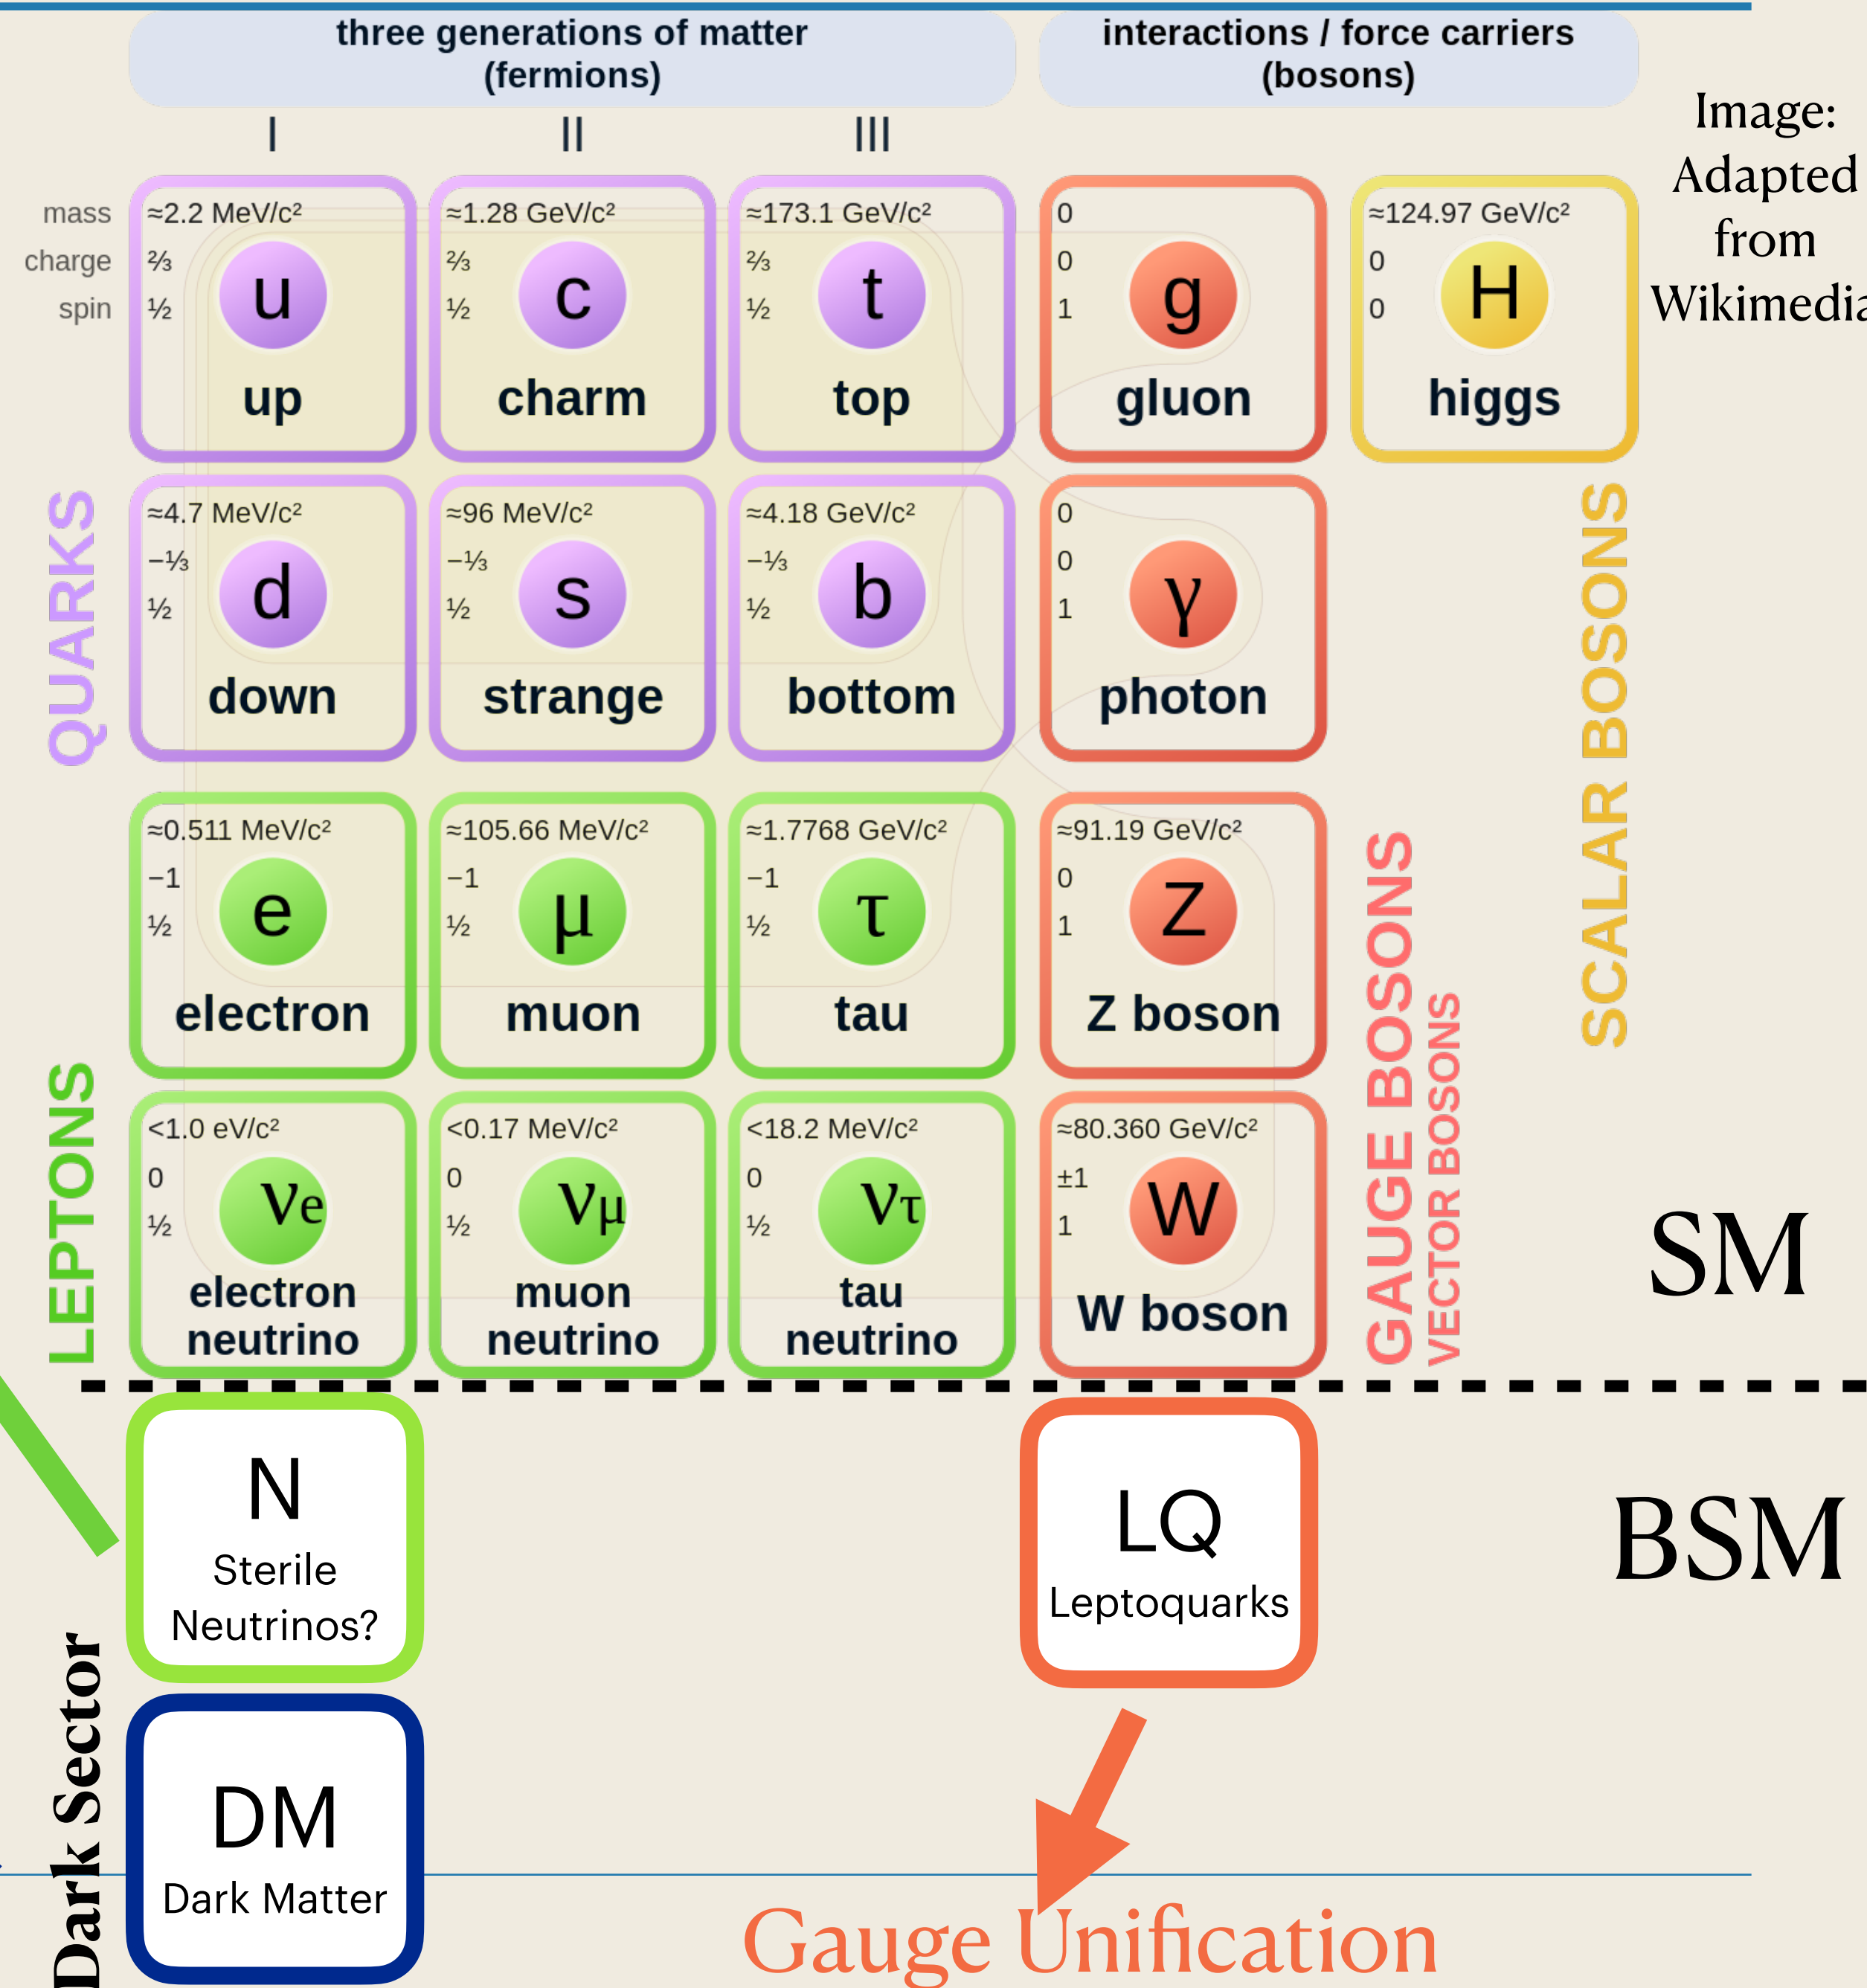 three generations of matter
(fermions)
interactions / force carriers
(bosons)
Image:
Adapted
from
Wikimedia
I
II
III
mass
charge
spin
≈2.2 MeV/c²
⅔
½
u
up
≈1.28 GeV/c²
⅔
½
c
charm
≈173.1 GeV/c²
⅔
½
t
top
0
0
1
g
gluon
≈124.97 GeV/c²
0
0
H
higgs
QUARKS
≈4.7 MeV/c²
−⅓
½
d
down
≈96 MeV/c²
−⅓
½
s
strange
≈4.18 GeV/c²
−⅓
½
b
bottom
0
0
1
γ
photon
SCALAR BOSONS
LEPTONS
≈0.511 MeV/c²
−1
½
e
electron
≈105.66 MeV/c²
−1
½
μ
muon
≈1.7768 GeV/c²
−1
½
τ
tau
≈91.19 GeV/c²
0
1
Z
Z boson
GAUGE BOSONS
VECTOR BOSONS
<1.0 eV/c²
0
½
νe
electron
neutrino
<0.17 MeV/c²
0
½
νμ
muon
neutrino
<18.2 MeV/c²
0
½
ντ
tau
neutrino
≈80.360 GeV/c²
±1
1
W
W boson
SM
N
Sterile
Neutrinos?
LQ
Leptoquarks
BSM
Dark Sector
DM
Dark Matter
Gauge Unification